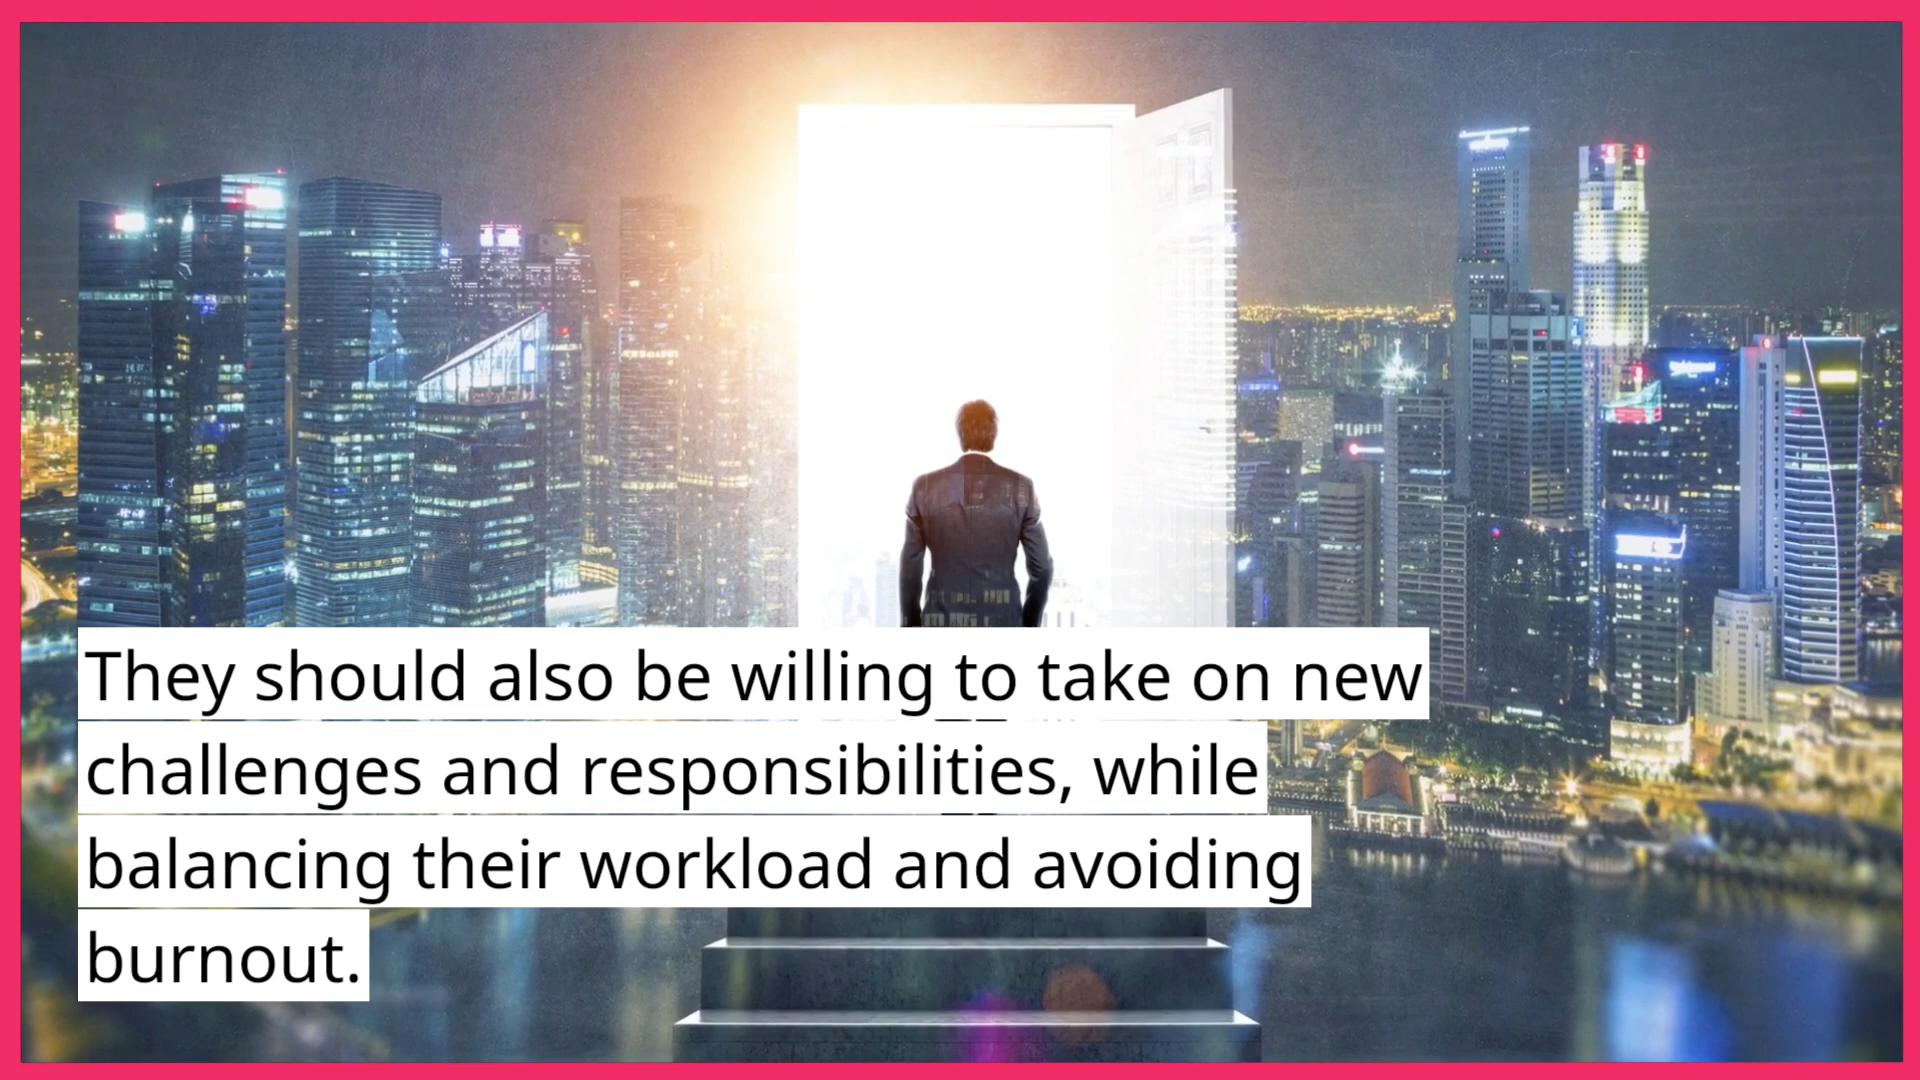 They should also be willing to take on new
challenges and responsibilities, while
balancing their workload and avoiding
burnout.